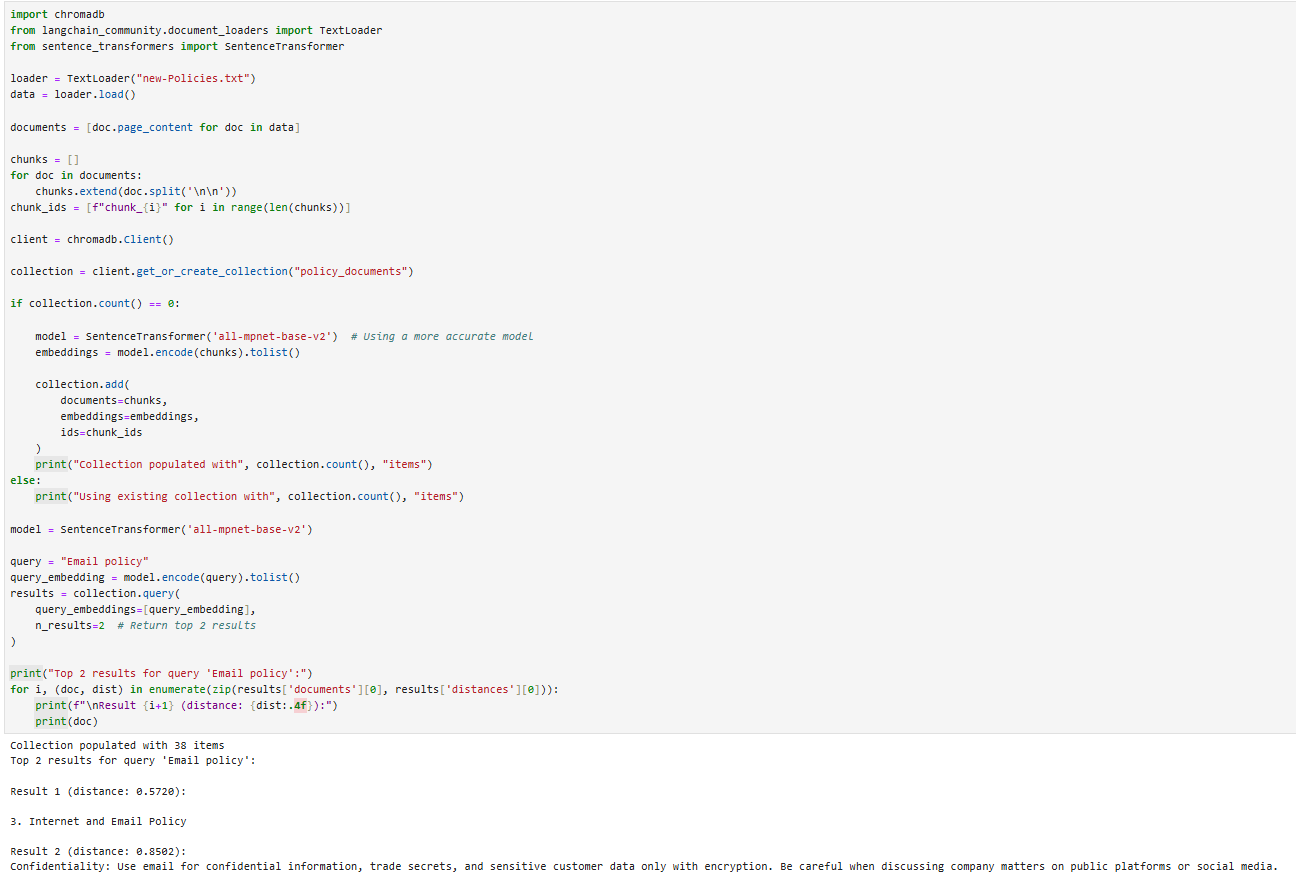 import chromadb
from langchain_community.document_loaders import TextLoader
from sentence_transformers import SentenceTransformer
loader = TextLoader("new-Policies.txt")
data = loader.load()
documents = [doc.page_content for doc in data]
chunks = []
for doc in documents:
    chunks.extend(doc.split('\n\n'))
chunk_ids = [f"chunk_{i}" for i in range(len(chunks))]
client = chromadb.Client()
collection = client.get_or_create_collection("policy_documents")
if collection.count() == 0:
    model = SentenceTransformer('all-mpnet-base-v2')  # Using a more accurate model
    embeddings = model.encode(chunks).tolist()
    collection.add(
        documents=chunks,
        embeddings=embeddings,
        ids=chunk_ids
    )
    print("Collection populated with", collection.count(), "items")
else:
    print("Using existing collection with", collection.count(), "items")
model = SentenceTransformer('all-mpnet-base-v2')
query = "Email policy"
query_embedding = model.encode(query).tolist()
results = collection.query(
    query_embeddings=[query_embedding],
    n_results=2  # Return top 2 results
)
print("Top 2 results for query 'Email policy':")
for i, (doc, dist) in enumerate(zip(results['documents'][0], results['distances'][0])):
    print(f"\nResult {i+1} (distance: {dist:.4f}):")
    print(doc)
Collection populated with 38 items
Top 2 results for query 'Email policy':
Result 1 (distance: 0.5720):
3. Internet and Email Policy
Result 2 (distance: 0.8502):
Confidentiality: Use email for confidential information, trade secrets, and sensitive customer data only with encryption. Be careful when discussing company matters on public platforms or social media.